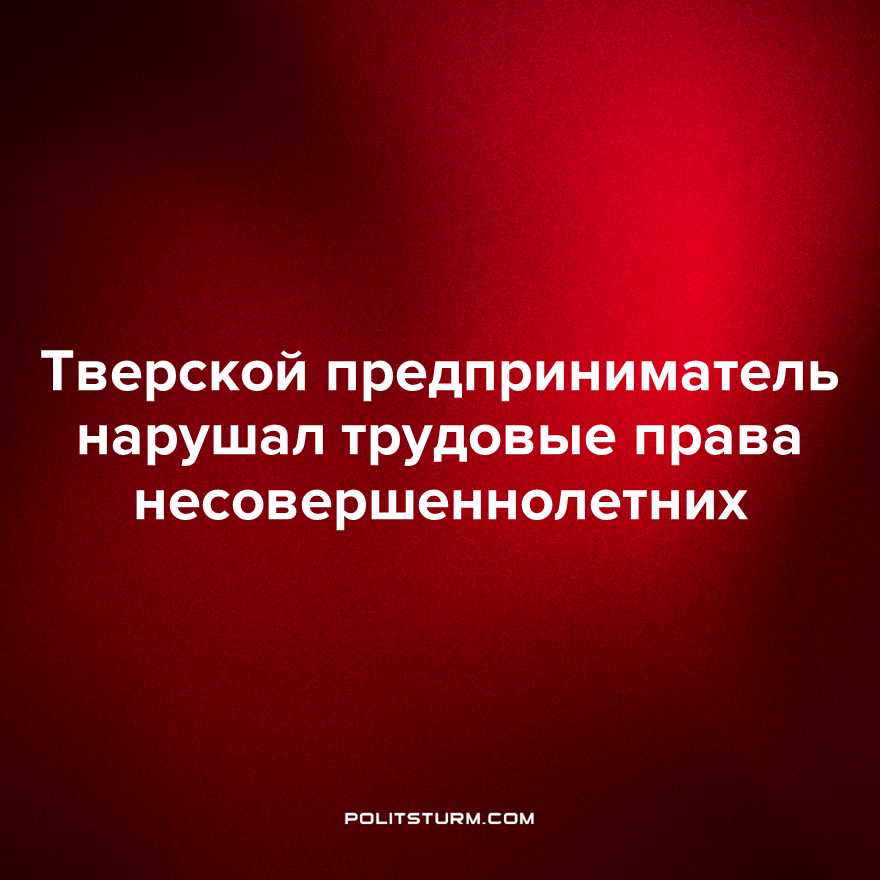 Тверской предприниматель
нарушал трудовые права
несовершеннолетних
POLITSTURM.COM